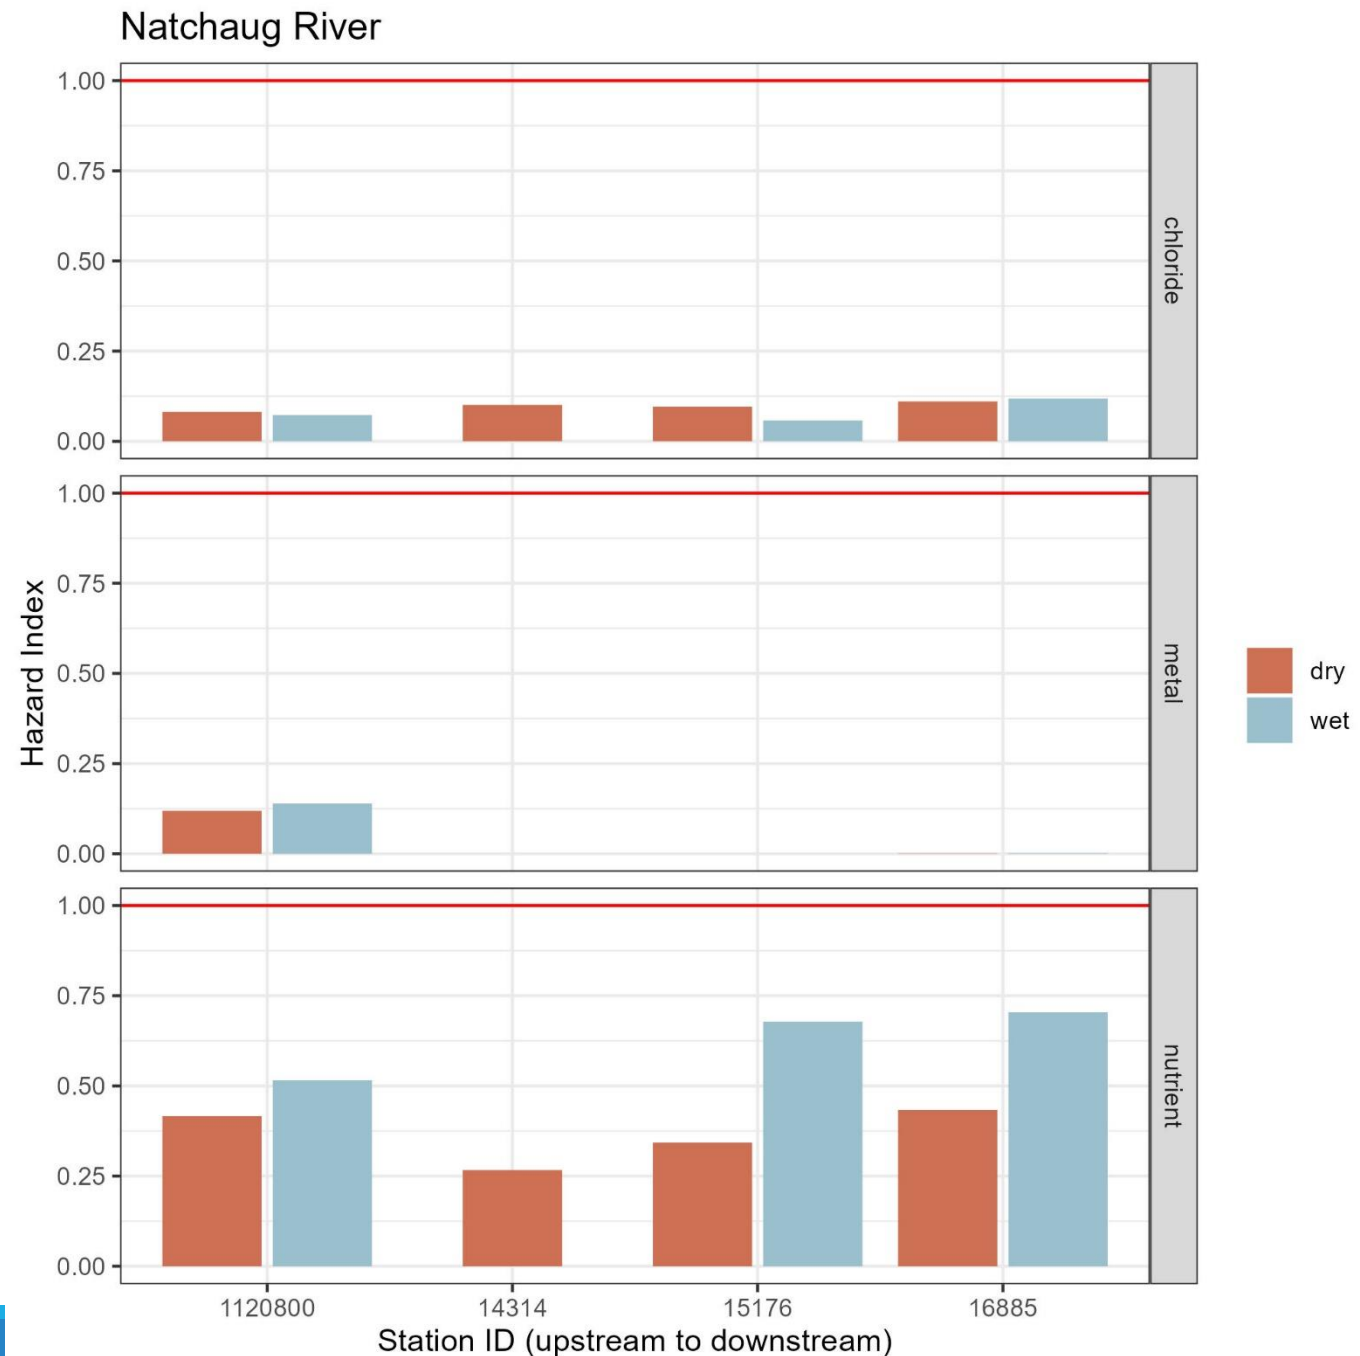 Natchaug River
1.00
0.75
0.50
0.25
0.00
chloride
1.00
0.75
0.50
0.25
0.00
metal
Hazard Index
dry
wet
1.00
0.75
0.50
0.25
0.00
nutrient
1120800 14314 15176 16885
Station ID (upstream to downstream)